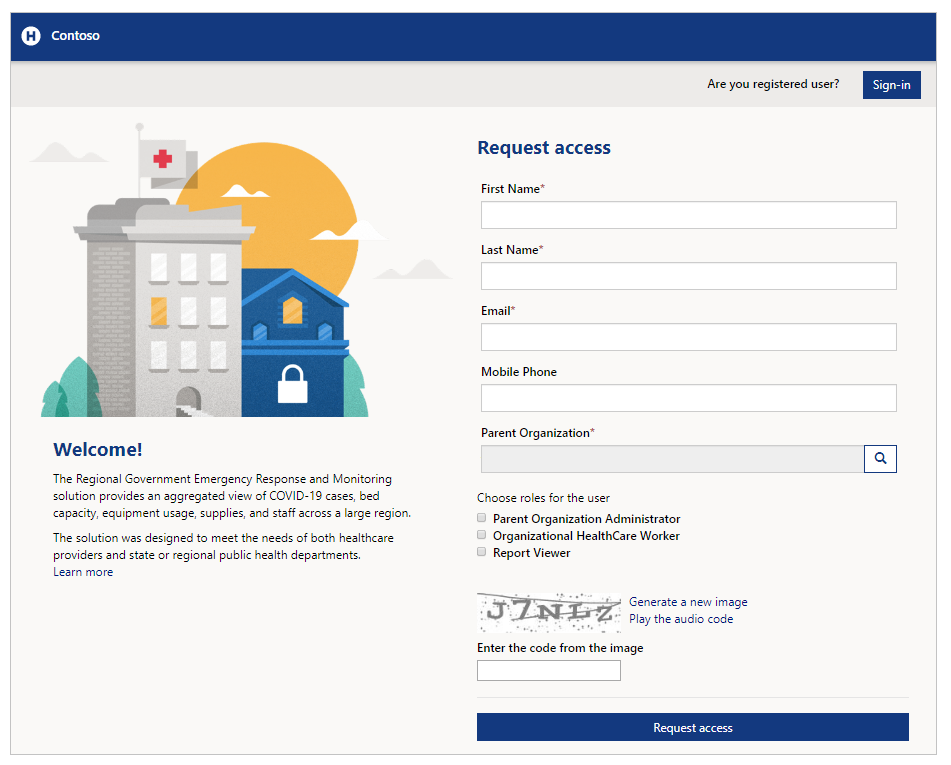 H Contoso
Are you registered user? Sign-in
Request access
First Name*
Last Name*
Email*
Mobile Phone
Parent Organization*
Choose roles for the user
Parent Organization Administrator
Organizational HealthCare Worker
Report Viewer
J7NLZ
Generate a new image
Play the audio code
Enter the code from the image
Request access
Welcome!
The Regional Government Emergency Response and Monitoring
solution provides an aggregated view of COVID-19 cases, bed
capacity, equipment usage, supplies, and staff across a large region.
The solution was designed to meet the needs of both healthcare
providers and state or regional public health departments.
Learn more